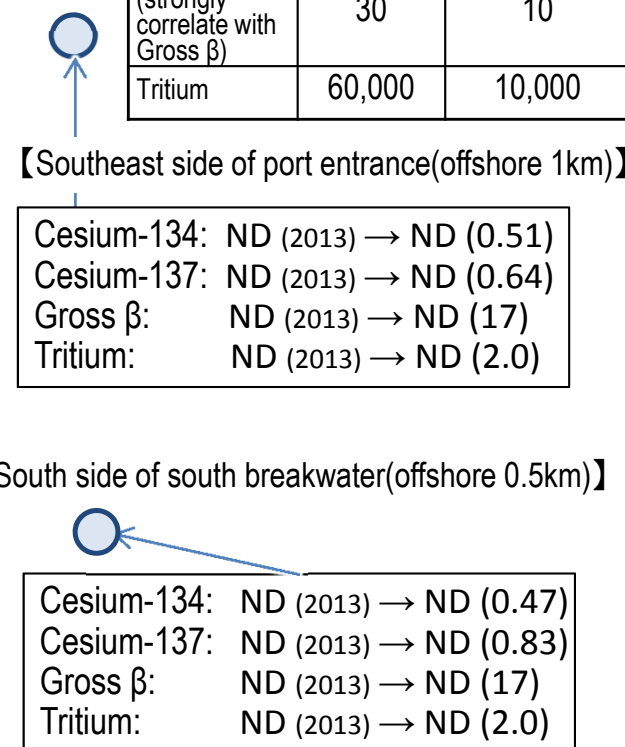 (strongly
correlate with
Gross β)
30
10
Tritium
60,000
10,000
【Southeast side of port entrance(offshore 1km)】
Cesium-134: ND (2013) → ND (0.51)
Cesium-137: ND (2013) → ND (0.64)
Gross β: ND (2013) → ND (17)
Tritium: ND (2013) → ND (2.0)
South side of south breakwater(offshore 0.5km)】
Cesium-134: ND (2013) → ND (0.47)
Cesium-137: ND (2013) → ND (0.83)
Gross β: ND (2013) → ND (17)
Tritium: ND (2013) → ND (2.0)